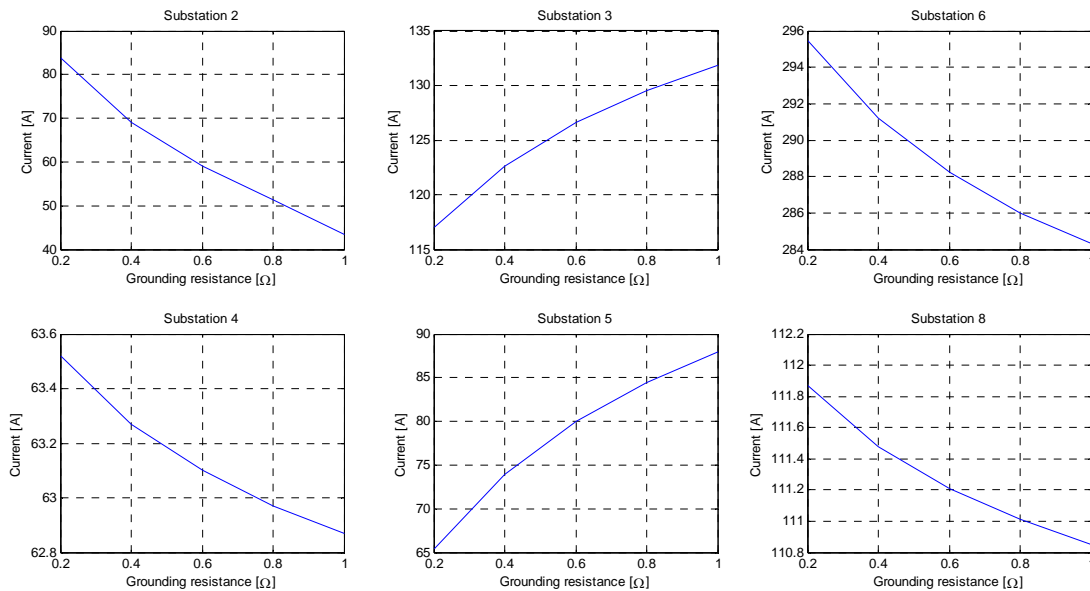 Substation 2
90
80
70
60
50
40
Current [A]
0.2 0.4 0.6 0.8 1
Grounding resistance [Ω]
Substation 3
135
130
125
120
115
Current [A]
0.2 0.4 0.6 0.8 1
Grounding resistance [Ω]
Substation 6
296
294
292
290
288
286
284
Current [A]
0.2 0.4 0.6 0.8 1
Grounding resistance [Ω]
Substation 4
63.6
63.4
63.2
63
62.8
Current [A]
0.2 0.4 0.6 0.8 1
Grounding resistance [Ω]
Substation 5
90
85
80
75
70
65
Current [A]
0.2 0.4 0.6 0.8 1
Grounding resistance [Ω]
Substation 8
112.2
112
111.8
111.6
111.4
111.2
111
110.8
Current [A]
0.2 0.4 0.6 0.8 1
Grounding resistance [Ω]